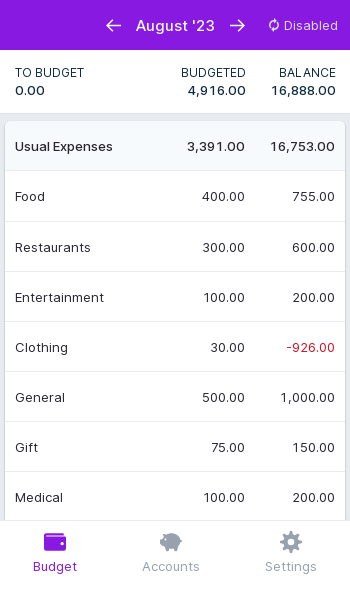 August '23 Disabled
TO BUDGET BUDGETED BALANCE
0.00 4,916.00 16,888.00
Usual Expenses 3,391.00 16,753.00
Food 400.00 755.00
Restaurants 300.00 600.00
Entertainment 100.00 200.00
Clothing 30.00 -926.00
General 500.00 1,000.00
Gift 75.00 150.00
Medical 100.00 200.00
Budget Accounts Settings